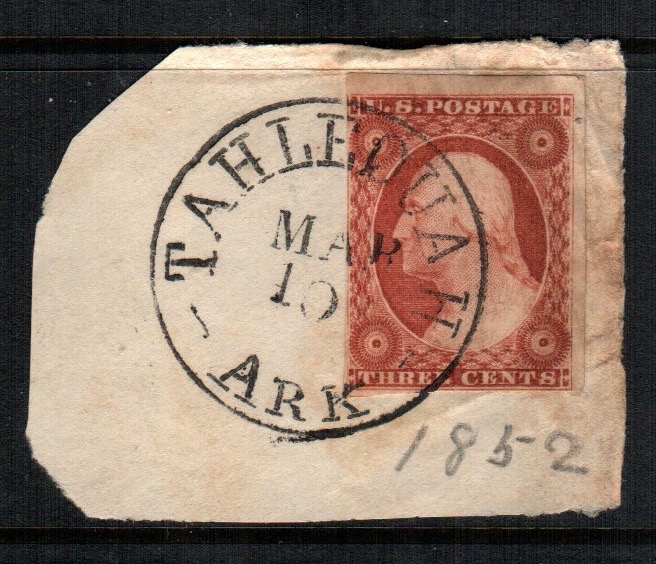 TAHLEQUAH
MAR
10
ARK
U.S. POSTAGE
THREE CENTS
1852